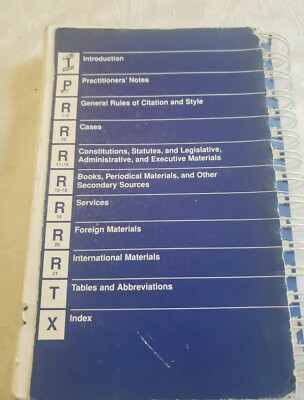 I Introduction
P Practitioners' Notes
R General Rules of Citation and Style
1–9
R Cases
10
R Constitutions, Statutes, and Legislative,
11–14 Administrative, and Executive Materials
R Books, Periodical Materials, and Other
15–18 Secondary Sources
R Services
19
R Foreign Materials
20
R International Materials
21
T Tables and Abbreviations
X Index